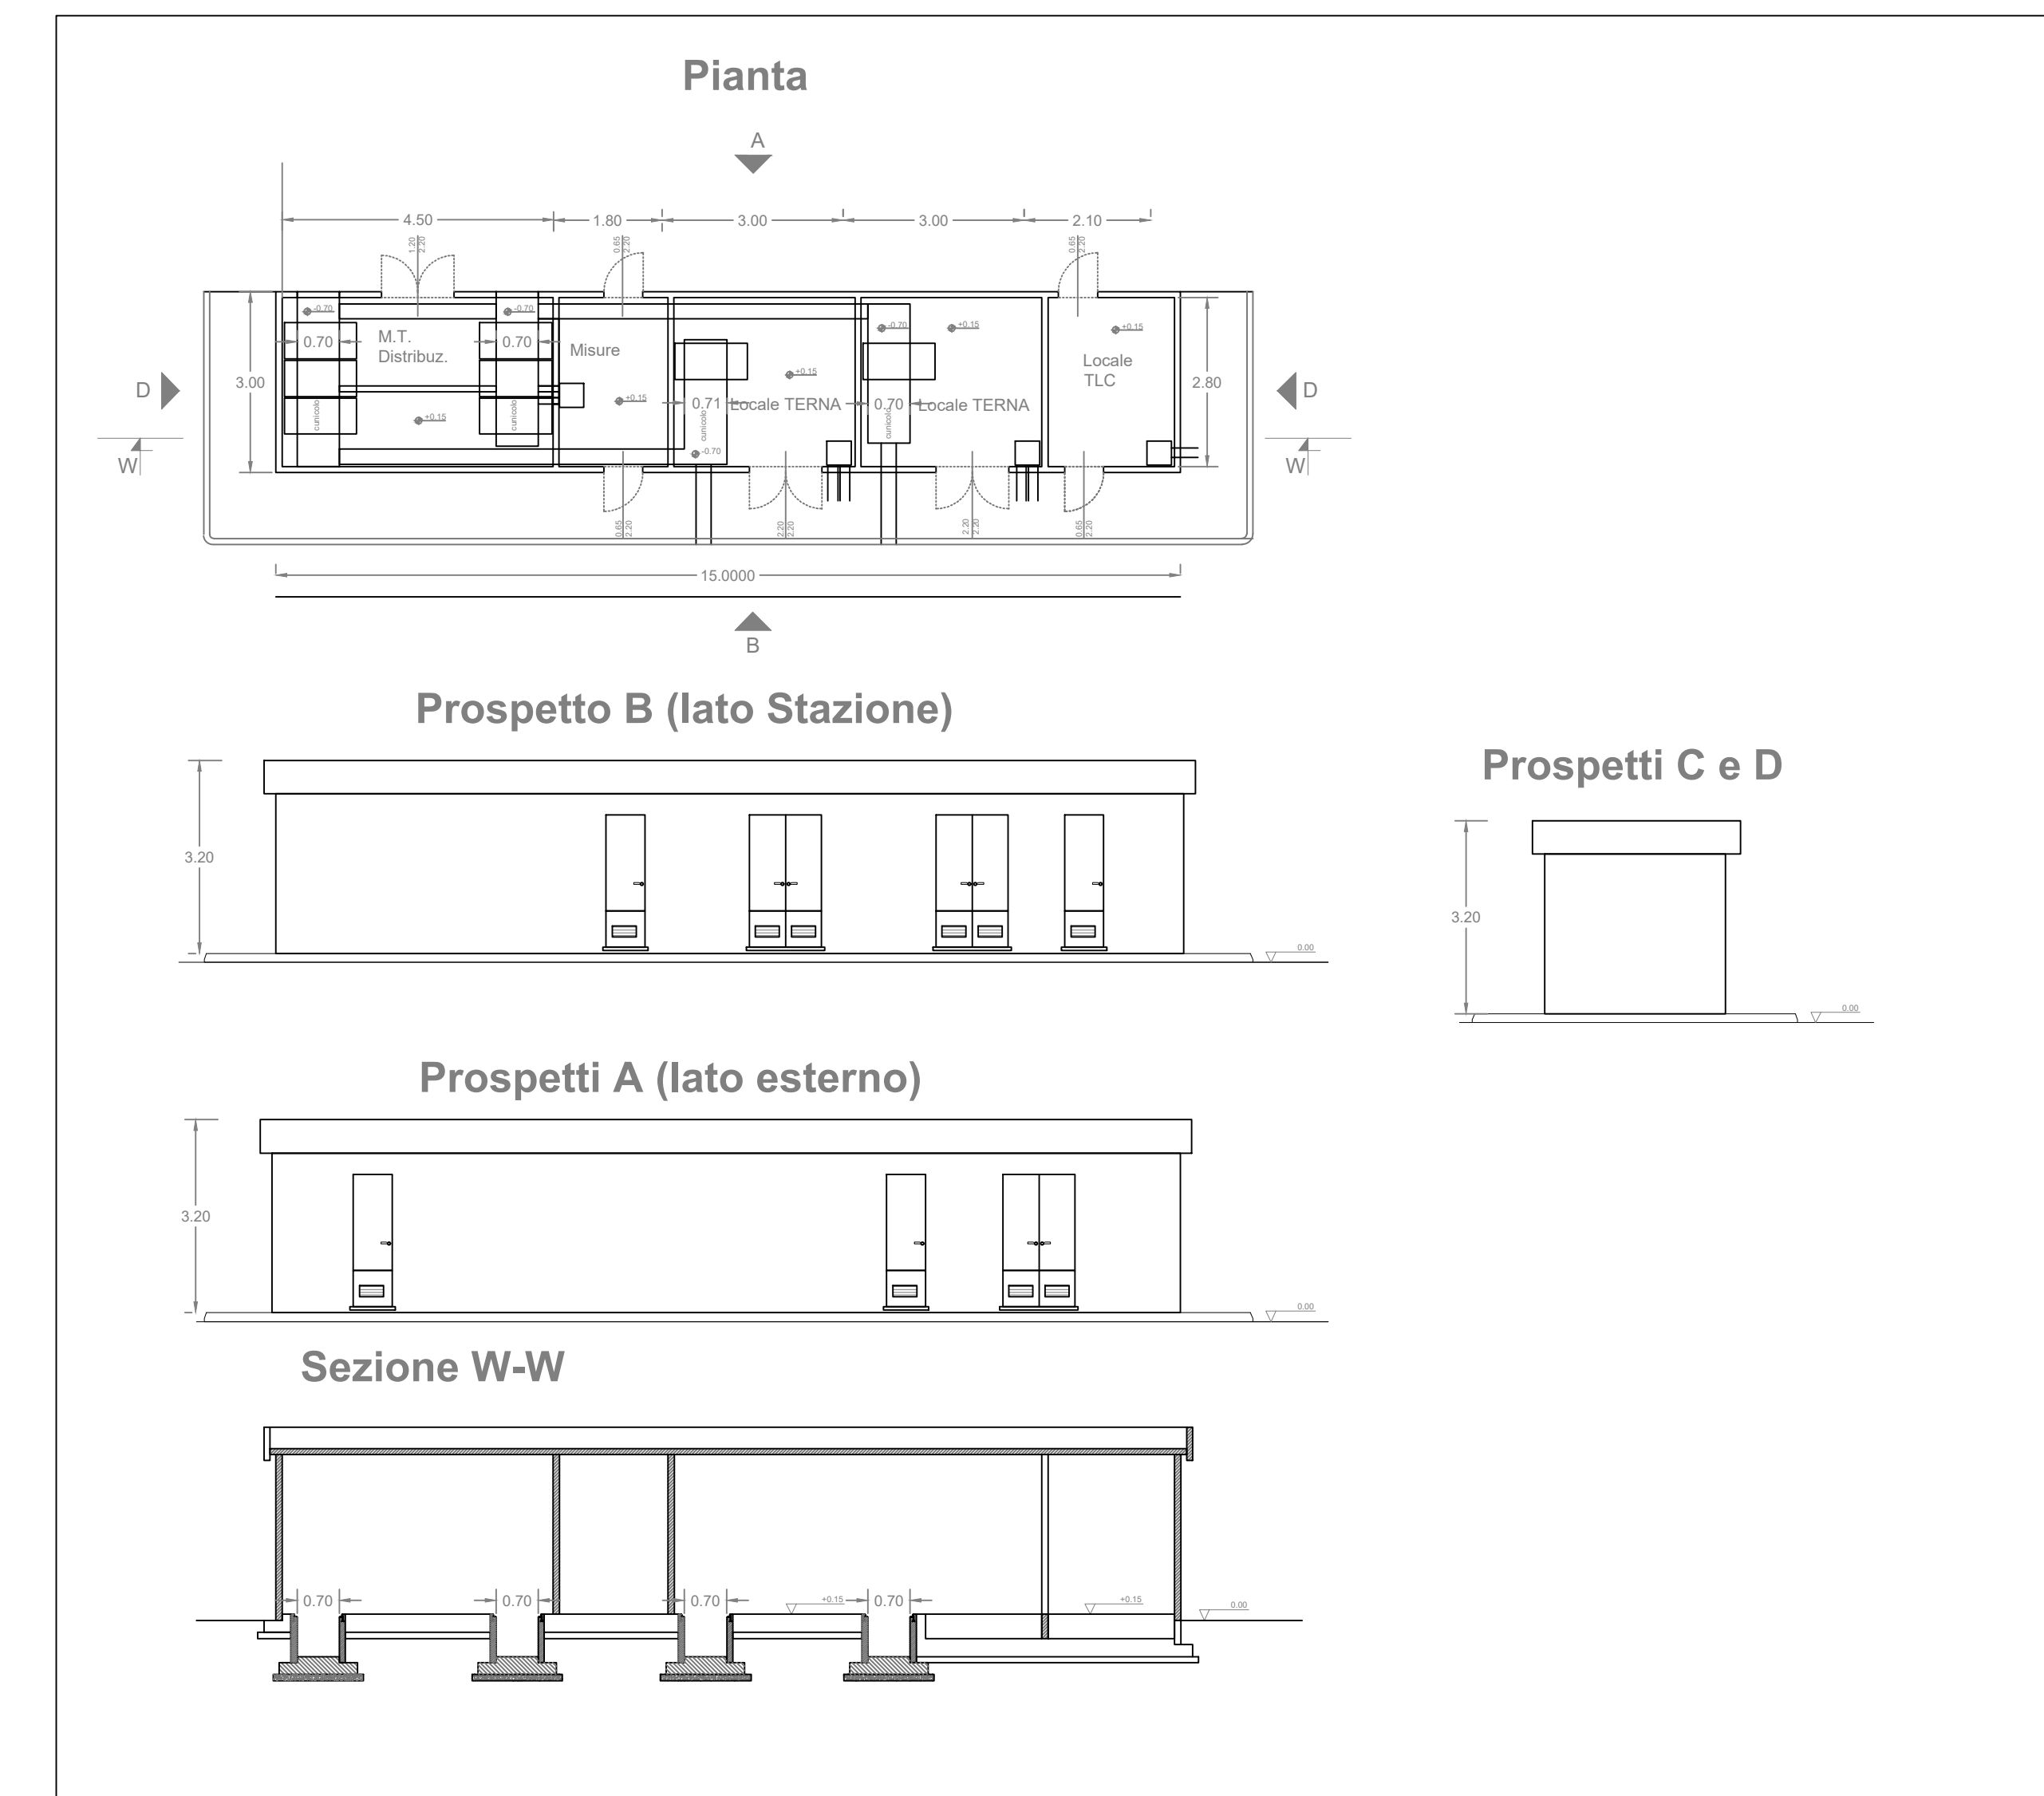 Pianta
A
4.50
1.80
3.00
3.00
2.10
1.20
2.20
0.65
2.20
0.65
2.20
-0.70
-0.70
-0.70
+0.15
+0.15
0.70
M.T.
Distribuz.
0.70
Misure
Locale
TLC
D
3.00
+0.15
2.80
D
cunicolo
+0.15
cunicolo
+0.15
0.71
Locale TERNA
0.70
Locale TERNA
cunicolo
cunicolo
-0.70
W
W
0.65
2.20
2.20
2.20
2.20
2.20
0.65
2.20
15.0000
B
Prospetto B (lato Stazione)
3.20
0.00
Prospetti C e D
3.20
0.00
Prospetti A (lato esterno)
3.20
0.00
Sezione W-W
0.70
0.70
0.70
+0.15
0.70
+0.15
0.00